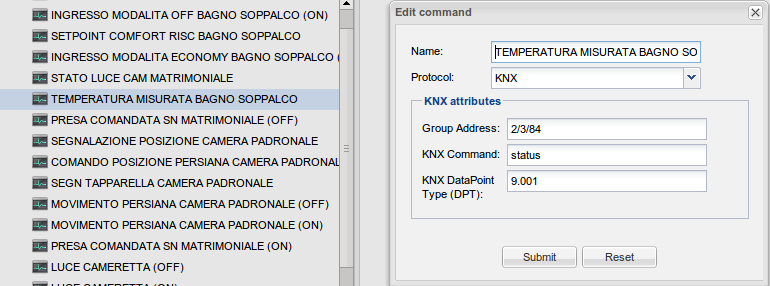 INGRESSO MODALITA OFF BAGNO SOPPALCO (ON)
SETPOINT COMFORT RISC BAGNO SOPPALCO
INGRESSO MODALITA ECONOMY BAGNO SOPPALCO (
STATO LUCE CAM MATRIMONIALE
TEMPERATURA MISURATA BAGNO SOPPALCO
PRESA COMANDATA SN MATRIMONIALE (OFF)
SEGNALAZIONE POSIZIONE CAMERA PADRONALE
COMANDO POSIZIONE PERSIANA CAMERA PADRONAL
SEGN TAPPARELLA CAMERA PADRONALE
MOVIMENTO PERSIANA CAMERA PADRONALE (OFF)
MOVIMENTO PERSIANA CAMERA PADRONALE (ON)
PRESA COMANDATA SN MATRIMONIALE (ON)
LUCE CAMERETTA (OFF)
LUCE CAMERETTA (ON)
Edit command
Name: TEMPERATURA MISURATA BAGNO SO
Protocol: KNX
KNX attributes
Group Address: 2/3/84
KNX Command: status
KNX DataPoint Type (DPT): 9.001
Submit Reset